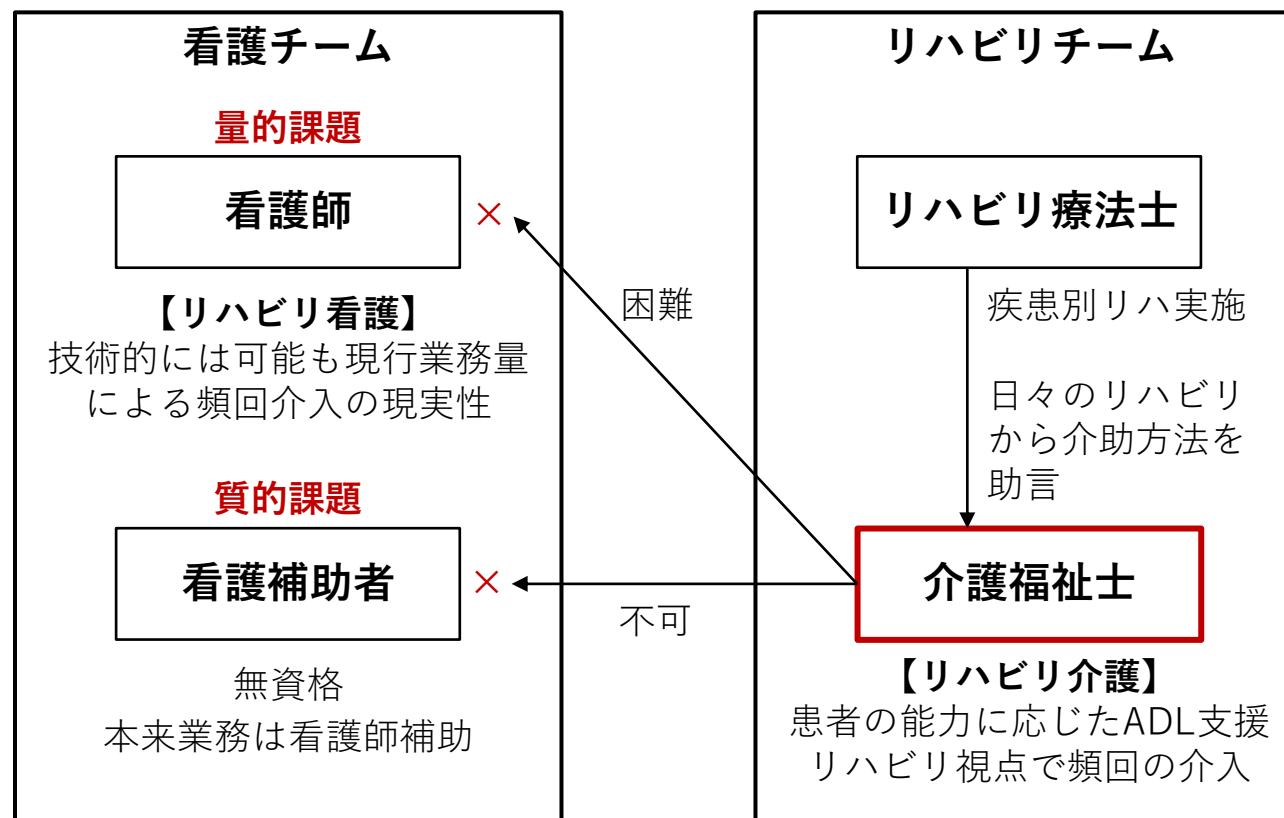 看護チーム
量的課題
看護師
×
【リハビリ看護】
技術的には可能も現行業務量
による頻回介入の現実性
質的課題
看護補助者
×
無資格
本来業務は看護師補助
困難
不可
リハビリチーム
リハビリ療法士
疾患別リハ実施
日々のリハビリ
から介助方法を
助言
介護福祉士
【リハビリ介護】
患者の能力に応じたADL支援
リハビリ視点で頻回の介入